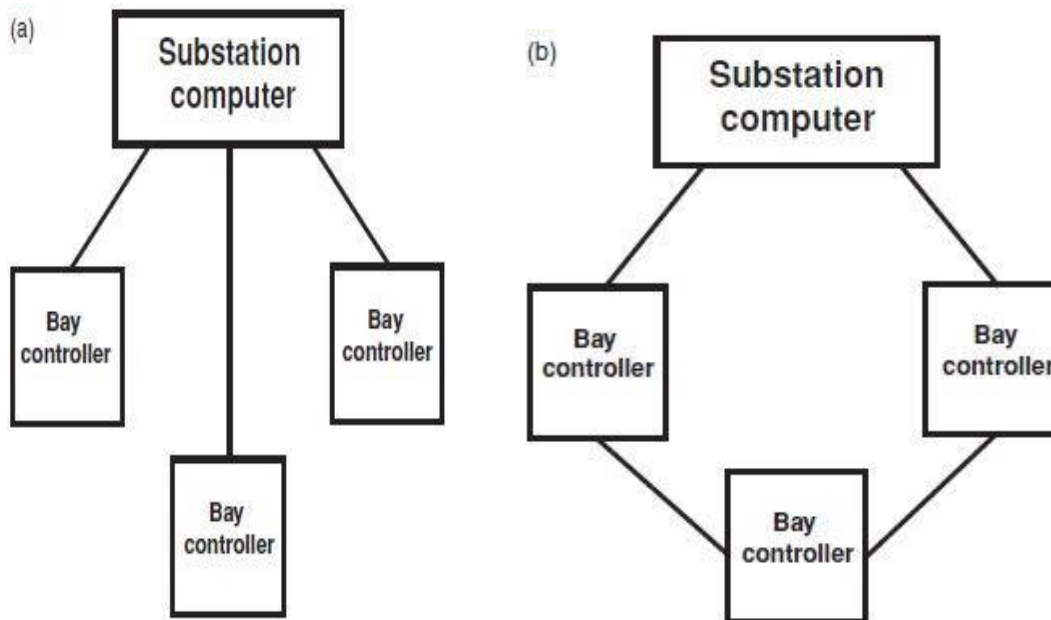 (a)
Substation
computer
Bay
controller
Bay
controller
Bay
controller
(b)
Substation
computer
Bay
controller
Bay
controller
Bay
controller